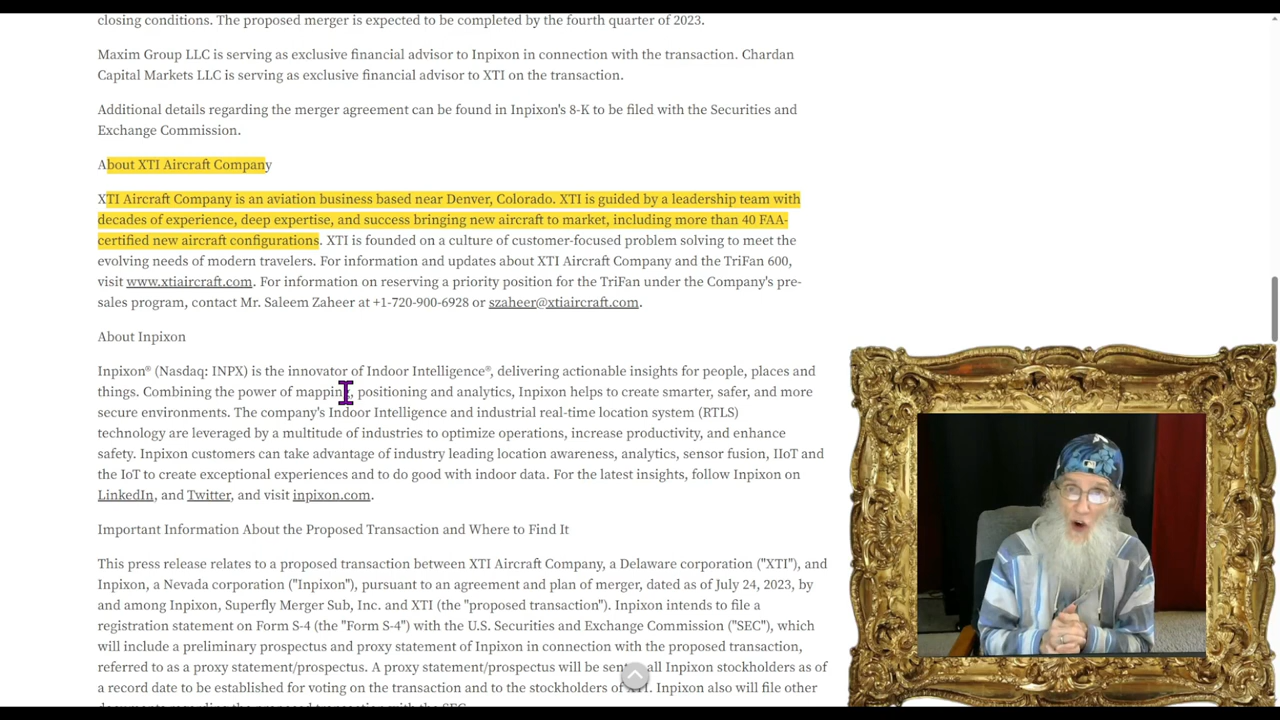 closing conditions. The proposed merger is expected to be completed by the fourth quarter of 2023.
Maxim Group LLC is serving as exclusive financial advisor to Inpixon in connection with the transaction. Chardan
Capital Markets LLC is serving as exclusive financial advisor to XTI on the transaction.
Additional details regarding the merger agreement can be found in Inpixon's 8-K to be filed with the Securities and
Exchange Commission.
About XTI Aircraft Company
XTI Aircraft Company is an aviation business based near Denver, Colorado. XTI is guided by a leadership team with
decades of experience, deep expertise, and success bringing new aircraft to market, including more than 40 FAA-
certified new aircraft configurations. XTI is founded on a culture of customer-focused problem solving to meet the
evolving needs of modern travelers. For information and updates about XTI Aircraft Company and the TriFan 600,
visit www.xtiaircraft.com. For information on reserving a priority position for the TriFan under the Company's pre-
sales program, contact Mr. Saleem Zaheer at +1-720-900-6928 or szaheer@xtiaircraft.com.
About Inpixon
Inpixon® (Nasdaq: INPX) is the innovator of Indoor Intelligence®, delivering actionable insights for people, places and
things. Combining the power of mapping, positioning and analytics, Inpixon helps to create smarter, safer, and more
secure environments. The company's Indoor Intelligence and industrial real-time location system (RTLS)
technology are leveraged by a multitude of industries to optimize operations, increase productivity, and enhance
safety. Inpixon customers can take advantage of industry leading location awareness, analytics, sensor fusion, IIoT and
the IoT to create exceptional experiences and to do good with indoor data. For the latest insights, follow Inpixon on
LinkedIn, and Twitter, and visit inpixon.com.
Important Information About the Proposed Transaction and Where to Find It
This press release relates to a proposed transaction between XTI Aircraft Company, a Delaware corporation ("XTI"), and
Inpixon, a Nevada corporation ("Inpixon"), pursuant to an agreement and plan of merger, dated as of July 24, 2023, by
and among Inpixon, Superfly Merger Sub, Inc. and XTI (the "proposed transaction"). Inpixon intends to file a
registration statement on Form S-4 (the "Form S-4") with the U.S. Securities and Exchange Commission ("SEC"), which
will include a preliminary prospectus and proxy statement of Inpixon in connection with the proposed transaction,
referred to as a proxy statement/prospectus. A proxy statement/prospectus will be sent all Inpixon stockholders as of
a record date to be established for voting on the transaction and to the stockholders of XTI. Inpixon also will file other